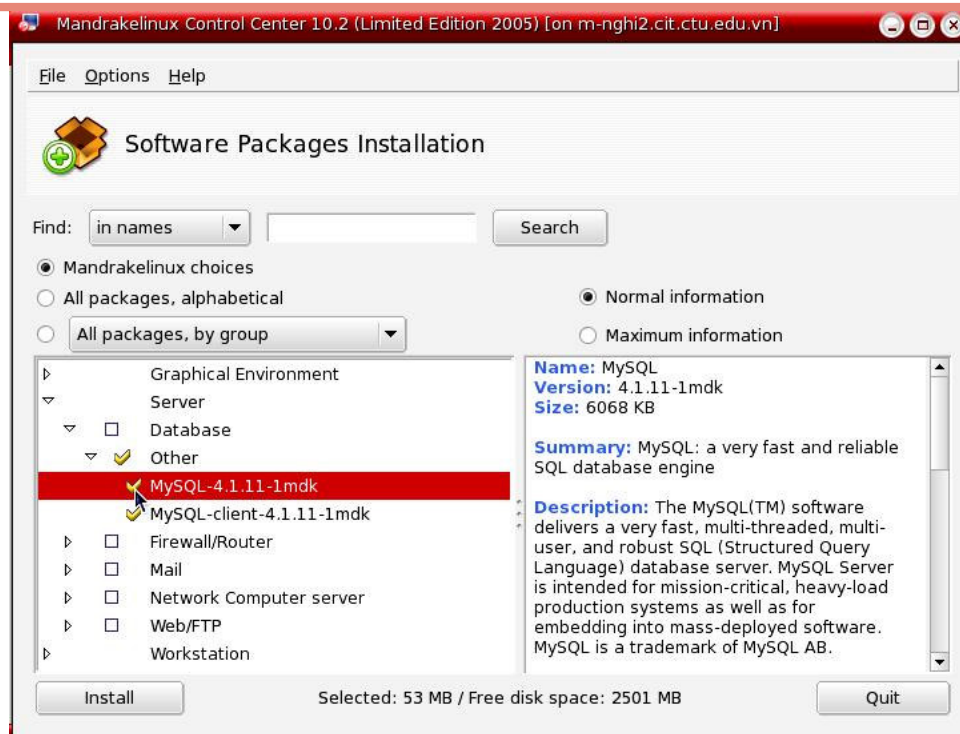 Mandrakelinux Control Center 10.2 (Limited Edition 2005) [on m-nghi2.cit.ctu.edu.vn]
File Options Help
Software Packages Installation
Find: in names Search
Mandrakelinux choices
All packages, alphabetical
All packages, by group
Normal information
Maximum information
Graphical Environment
Server
Database
Other
MySQL-4.1.11-1mdk
MySQL-client-4.1.11-1mdk
Firewall/Router
Mail
Network Computer server
Web/FTP
Workstation
Name: MySQL
Version: 4.1.11-1mdk
Size: 6068 KB
Summary: MySQL: a very fast and reliable
SQL database engine
Description: The MySQL(TM) software
delivers a very fast, multi-threaded, multi-
user, and robust SQL (Structured Query
Language) database server. MySQL Server
is intended for mission-critical, heavy-load
production systems as well as for
embedding into mass-deployed software.
MySQL is a trademark of MySQL AB.
Install Selected: 53 MB / Free disk space: 2501 MB Quit